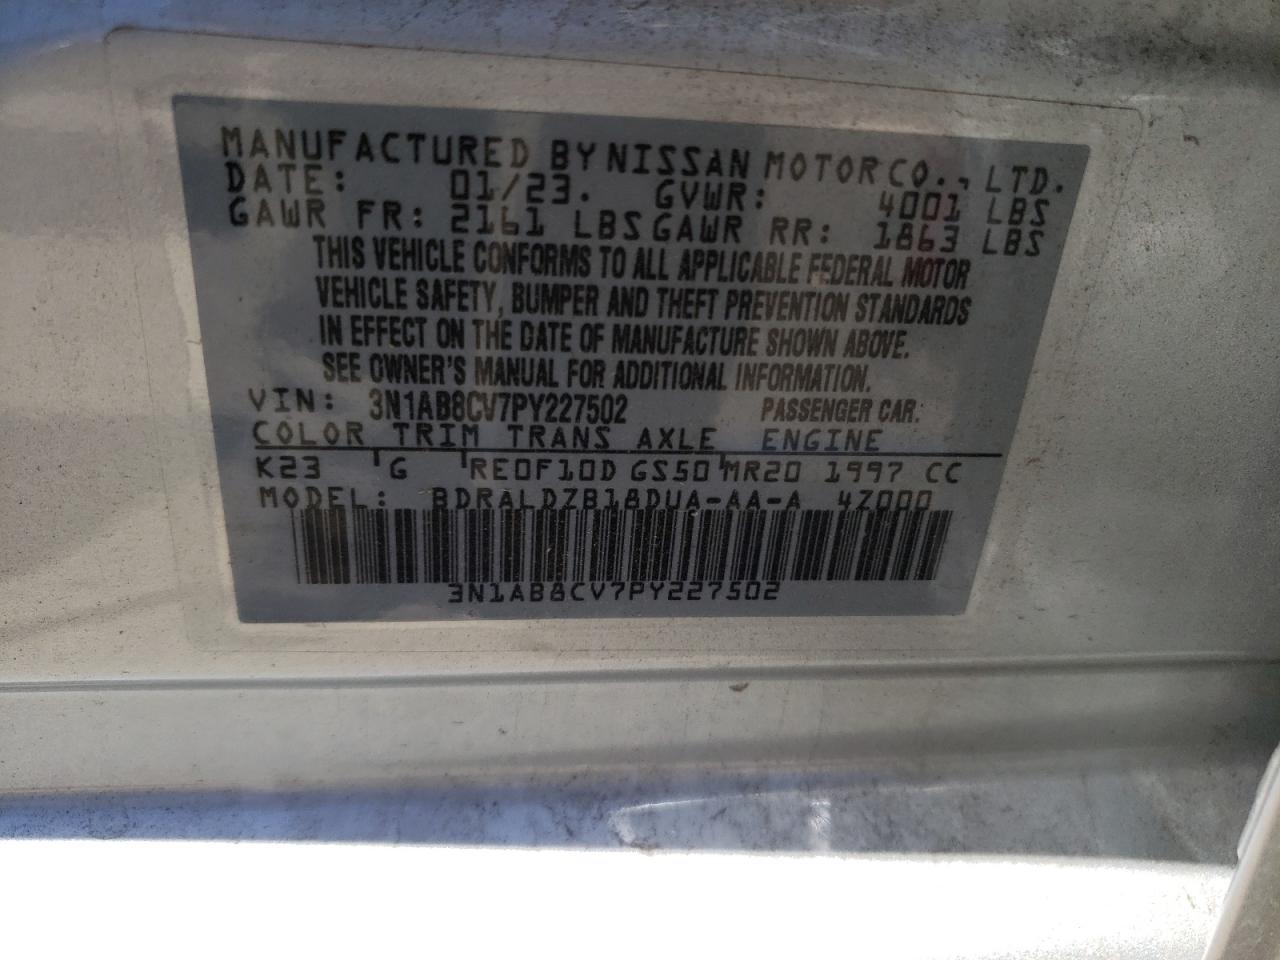 MANUFACTURED BY NISSAN MOTOR CO., LTD.
DATE: 01/23. GVWR: 4001 LBS
GAWR FR: 2161 LBS GAWR RR: 1863 LBS
THIS VEHICLE CONFORMS TO ALL APPLICABLE FEDERAL MOTOR
VEHICLE SAFETY, BUMPER AND THEFT PREVENTION STANDARDS
IN EFFECT ON THE DATE OF MANUFACTURE SHOWN ABOVE.
SEE OWNER'S MANUAL FOR ADDITIONAL INFORMATION.
VIN: 3N1AB8CV7PY227502 PASSENGER CAR:
COLOR TRIM TRANS AXLE ENGINE
K23 G RE0F10D GS50 MR20 1997 CC
MODEL: BDRALDZB18DUA-AA-A 4Z000
3N1AB8CV7PY227502